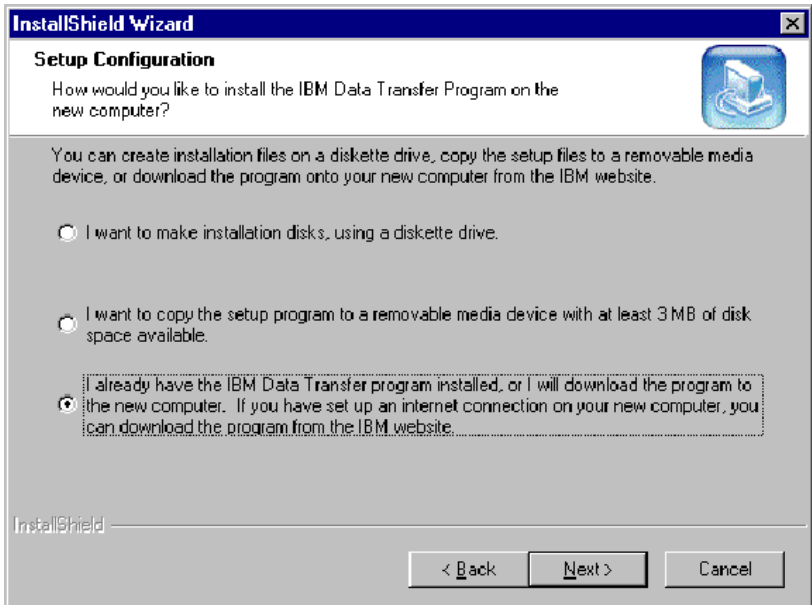 InstallShield Wizard
Setup Configuration
How would you like to install the IBM Data Transfer Program on the
new computer?
You can create installation files on a diskette drive, copy the setup files to a removable media
device, or download the program onto your new computer from the IBM website.
I want to make installation disks, using a diskette drive.
I want to copy the setup program to a removable media device with at least 3 MB of disk
space available.
I already have the IBM Data Transfer program installed, or I will download the program to
the new computer. If you have set up an internet connection on your new computer, you
can download the program from the IBM website.
InstallShield
< Back Next > Cancel